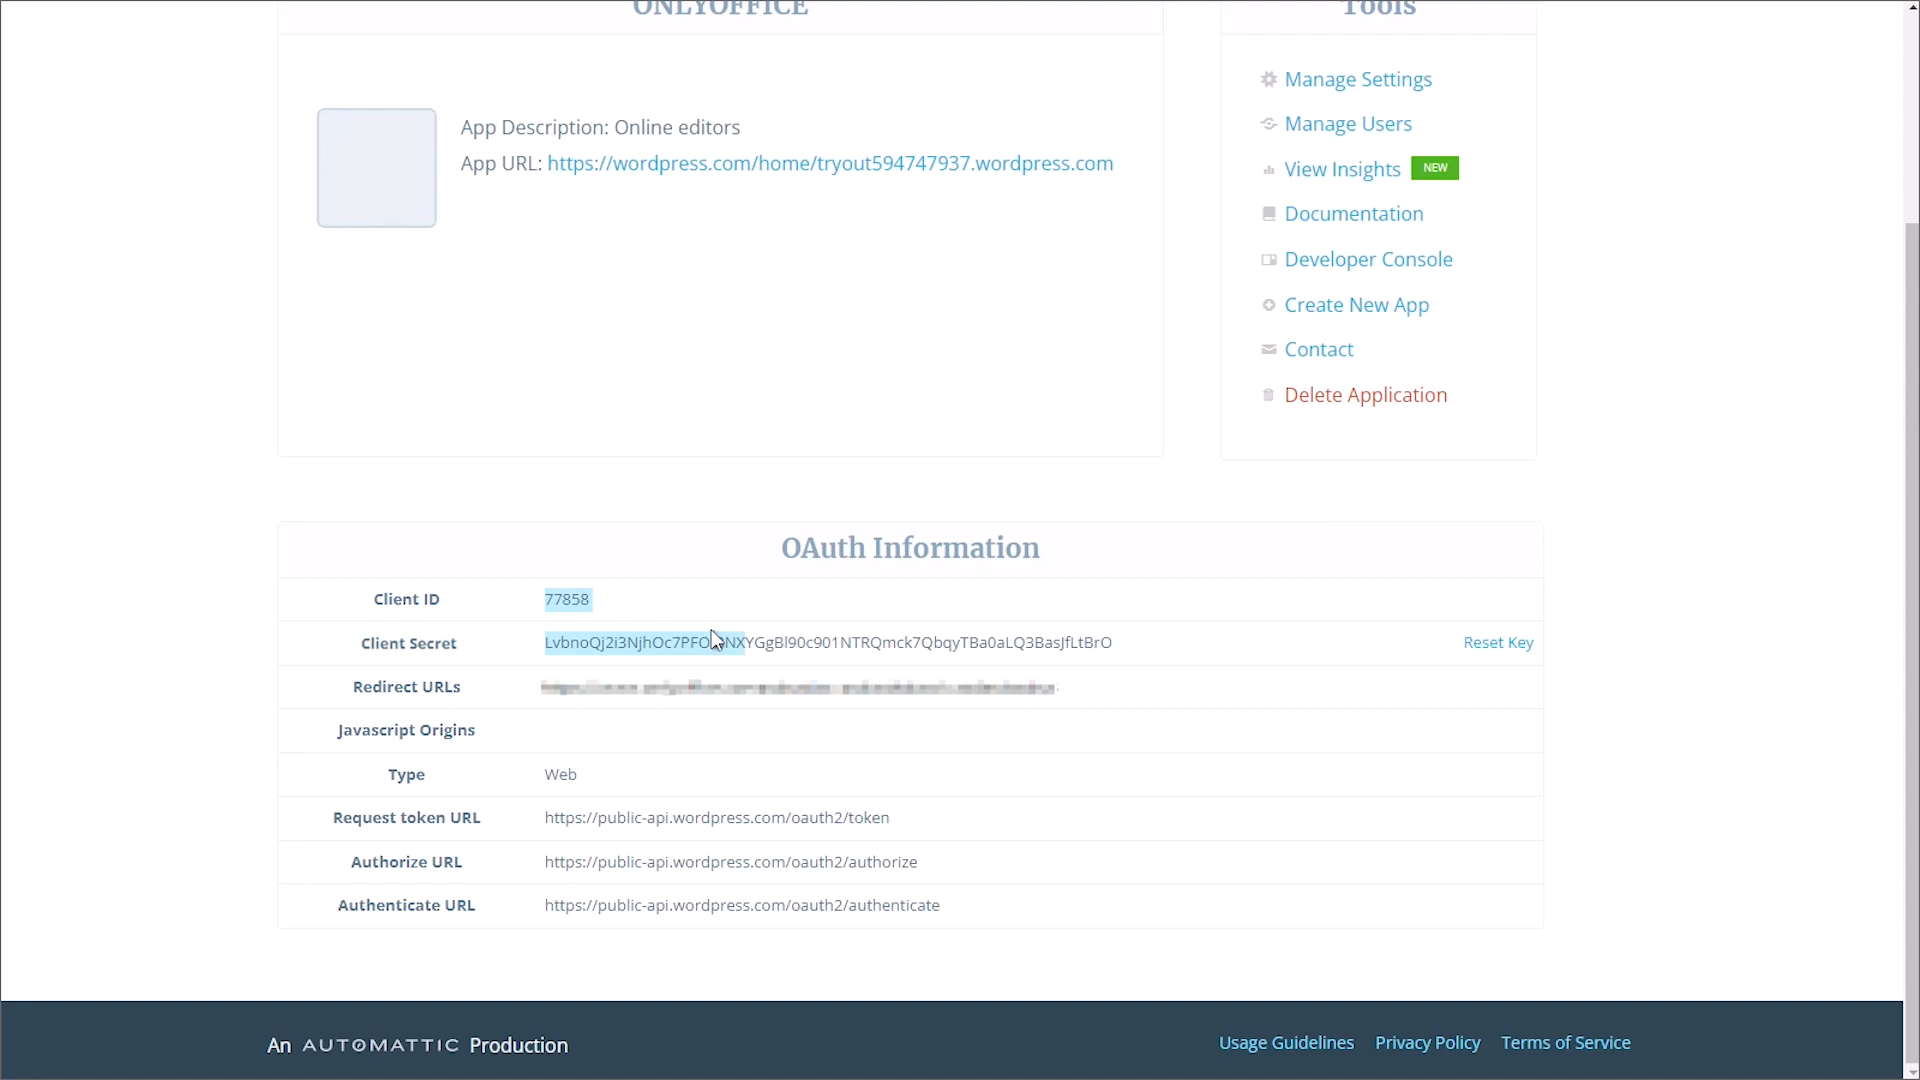 ONLYOFFICE
Tools
App Description: Online editors
App URL: https://wordpress.com/home/tryout594747937.wordpress.com
Manage Settings
Manage Users
View Insights NEW
Documentation
Developer Console
Create New App
Contact
Delete Application
OAuth Information
Client ID 77858
Client Secret Reset Key
Redirect URLs
Javascript Origins
Type Web
Request token URL https://public-api.wordpress.com/oauth2/token
Authorize URL https://public-api.wordpress.com/oauth2/authorize
Authenticate URL https://public-api.wordpress.com/oauth2/authenticate
An AUTOMATTIC Production
Usage Guidelines Privacy Policy Terms of Service